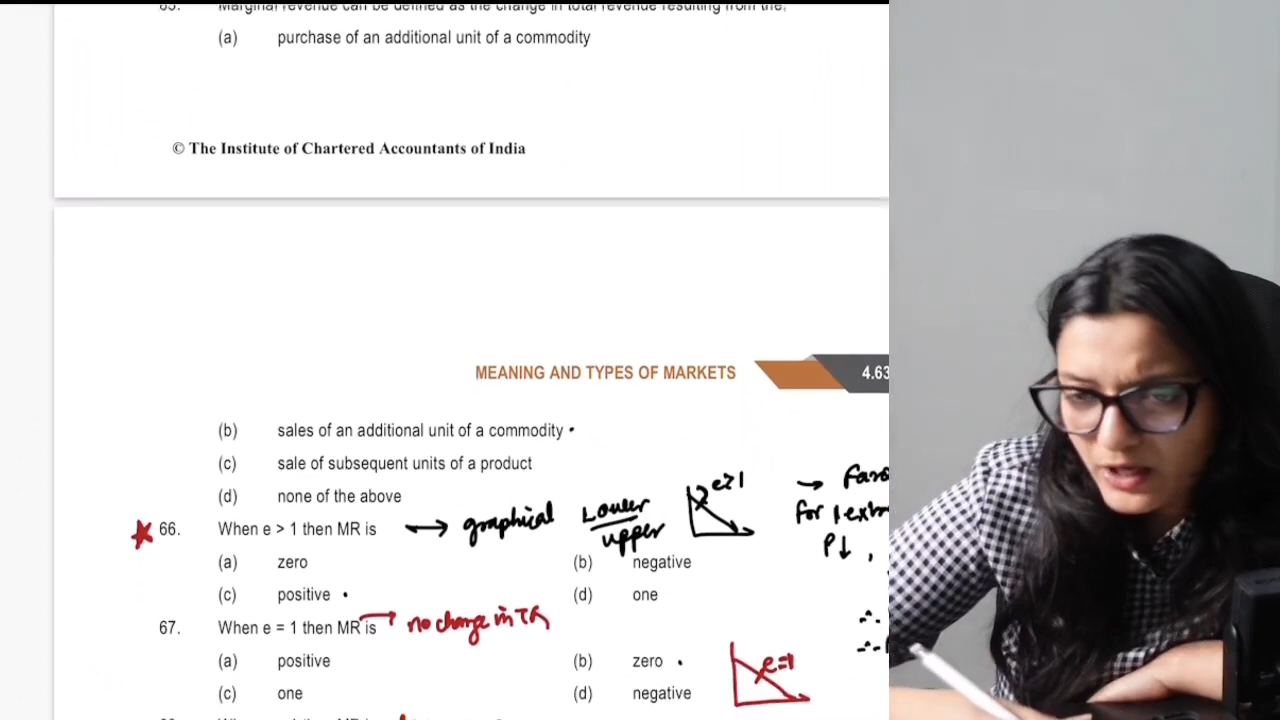 65. Marginal revenue can be defined as the change in total revenue resulting from the:
(a) purchase of an additional unit of a commodity
© The Institute of Chartered Accountants of India
MEANING AND TYPES OF MARKETS 4.63
(b) sales of an additional unit of a commodity
(c) sale of subsequent units of a product
(d) none of the above
66. When e > 1 then MR is
graphical Lower/upper e>1
for 1 extr
P↓,
(a) zero (b) negative
(c) positive (d) one
67. When e = 1 then MR is no change in TR
(a) positive (b) zero e=1
(c) one (d) negative